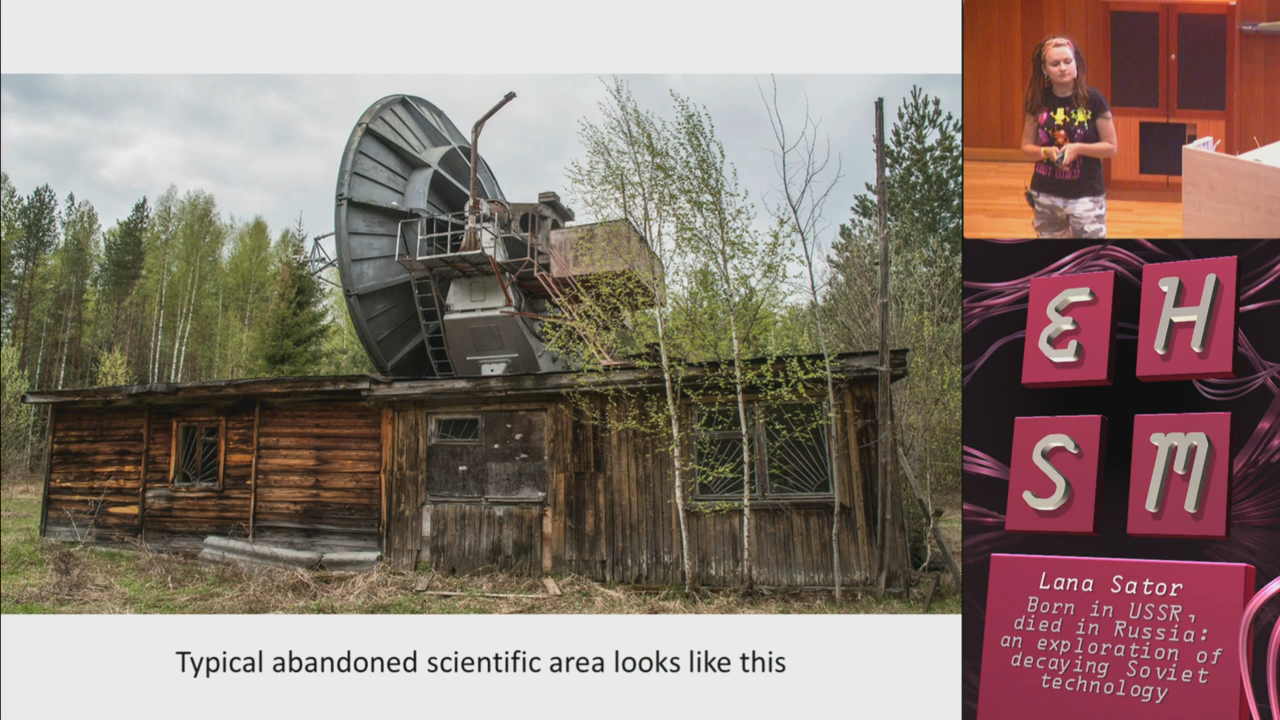 Typical abandoned scientific area looks like this
E H
S M
Lana Sator
Born in USSR,
died in Russia:
an exploration of
decaying Soviet
technology